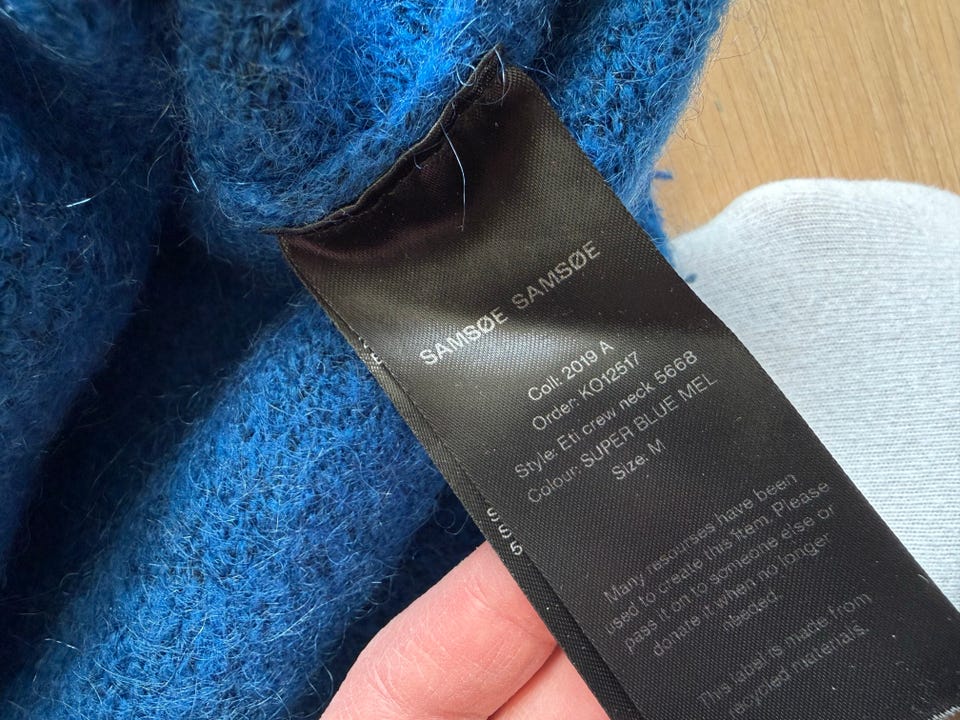 SAMSØE SAMSØE
Coll: 2019 A
Order: KO12517
Style: Eti crew neck 5668
Colour: SUPER BLUE MEL
Size: M
Many resourses have been
used to create this item. Please
pass it on to someone else or
donate it when no longer
needed.
This label is made from
recycled materials.
S
S
5